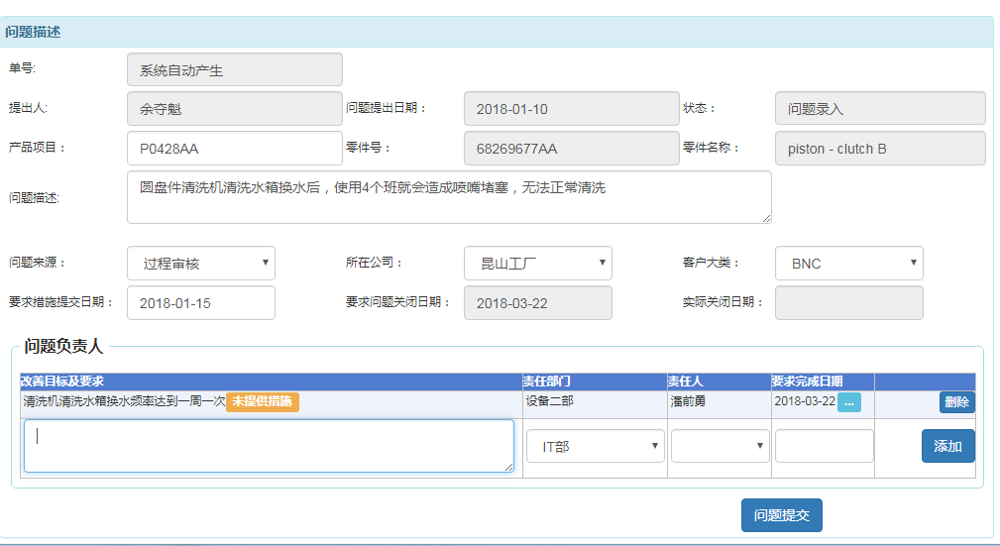 问题描述
单号: 系统自动产生
提出人: 余夺魁 问题提出日期： 2018-01-10 状态： 问题录入
产品项目： P0428AA 零件号： 68269677AA 零件名称： piston - clutch B
问题描述: 圆盘件清洗机清洗水箱换水后，使用4个班就会造成喷嘴堵塞，无法正常清洗
问题来源： 过程审核 所在公司： 昆山工厂 客户大类： BNC
要求措施提交日期： 2018-01-15 要求问题关闭日期： 2018-03-22 实际关闭日期：
问题负责人
改善目标及要求 责任部门 责任人 要求完成日期
清洗机清洗水箱换水频率达到一周一次 未提供措施 设备二部 潘前勇 2018-03-22 ... 删除
IT部 添加
问题提交